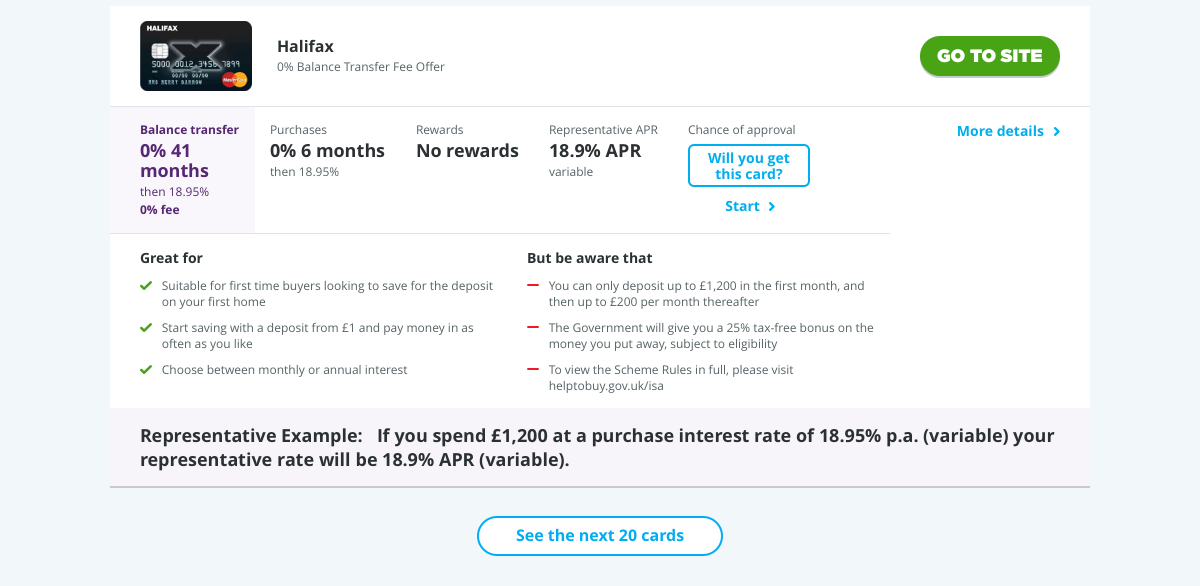 HALIFAX
5000 0012 3456 7899
00/00 00/00
MRS MERRY BARROW
MasterCard
Halifax
0% Balance Transfer Fee Offer
GO TO SITE
Balance transfer
0% 41
months
then 18.95%
0% fee
Purchases
0% 6 months
then 18.95%
Rewards
No rewards
Representative APR
18.9% APR
variable
Chance of approval
Will you get
this card?
Start
More details
Great for
Suitable for first time buyers looking to save for the deposit
on your first home
Start saving with a deposit from £1 and pay money in as
often as you like
Choose between monthly or annual interest
But be aware that
You can only deposit up to £1,200 in the first month, and
then up to £200 per month thereafter
The Government will give you a 25% tax-free bonus on the
money you put away, subject to eligibility
To view the Scheme Rules in full, please visit
helptobuy.gov.uk/isa
Representative Example: If you spend £1,200 at a purchase interest rate of 18.95% p.a. (variable) your
representative rate will be 18.9% APR (variable).
See the next 20 cards